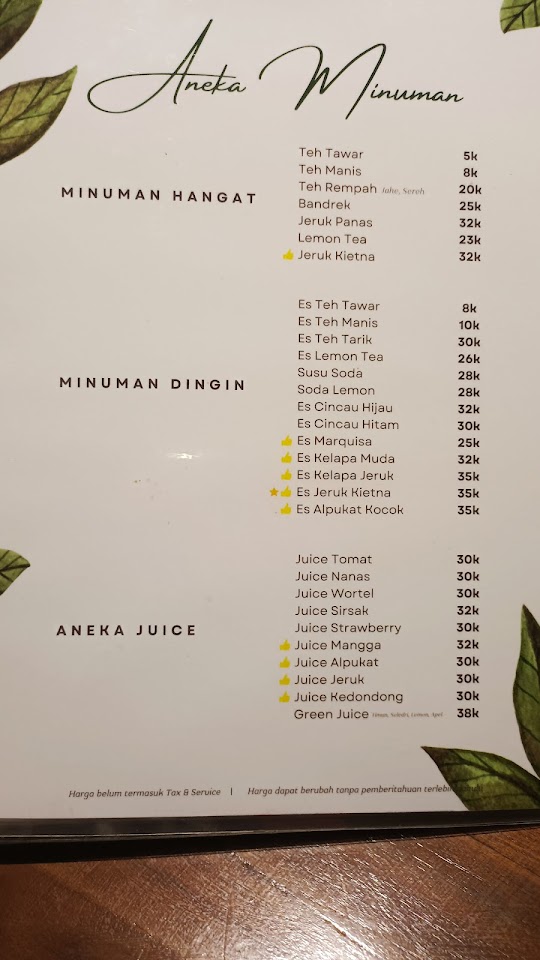 Aneka Minuman
MINUMAN HANGAT
Teh Tawar 5k
Teh Manis 8k
Teh Rempah Jahe, Sereh 20k
Bandrek 25k
Jeruk Panas 32k
Lemon Tea 23k
Jeruk Kietna 32k
MINUMAN DINGIN
Es Teh Tawar 8k
Es Teh Manis 10k
Es Teh Tarik 30k
Es Lemon Tea 26k
Susu Soda 28k
Soda Lemon 28k
Es Cincau Hijau 32k
Es Cincau Hitam 30k
Es Marquisa 25k
Es Kelapa Muda 32k
Es Kelapa Jeruk 35k
Es Jeruk Kietna 35k
Es Alpukat Kocok 35k
ANEKA JUICE
Juice Tomat 30k
Juice Nanas 30k
Juice Wortel 30k
Juice Sirsak 32k
Juice Strawberry 30k
Juice Mangga 32k
Juice Alpukat 30k
Juice Jeruk 30k
Juice Kedondong 30k
Green Juice Timun, Seledri, Lemon, Apel 38k
Harga belum termasuk Tax & Service | Harga dapat berubah tanpa pemberitahuan